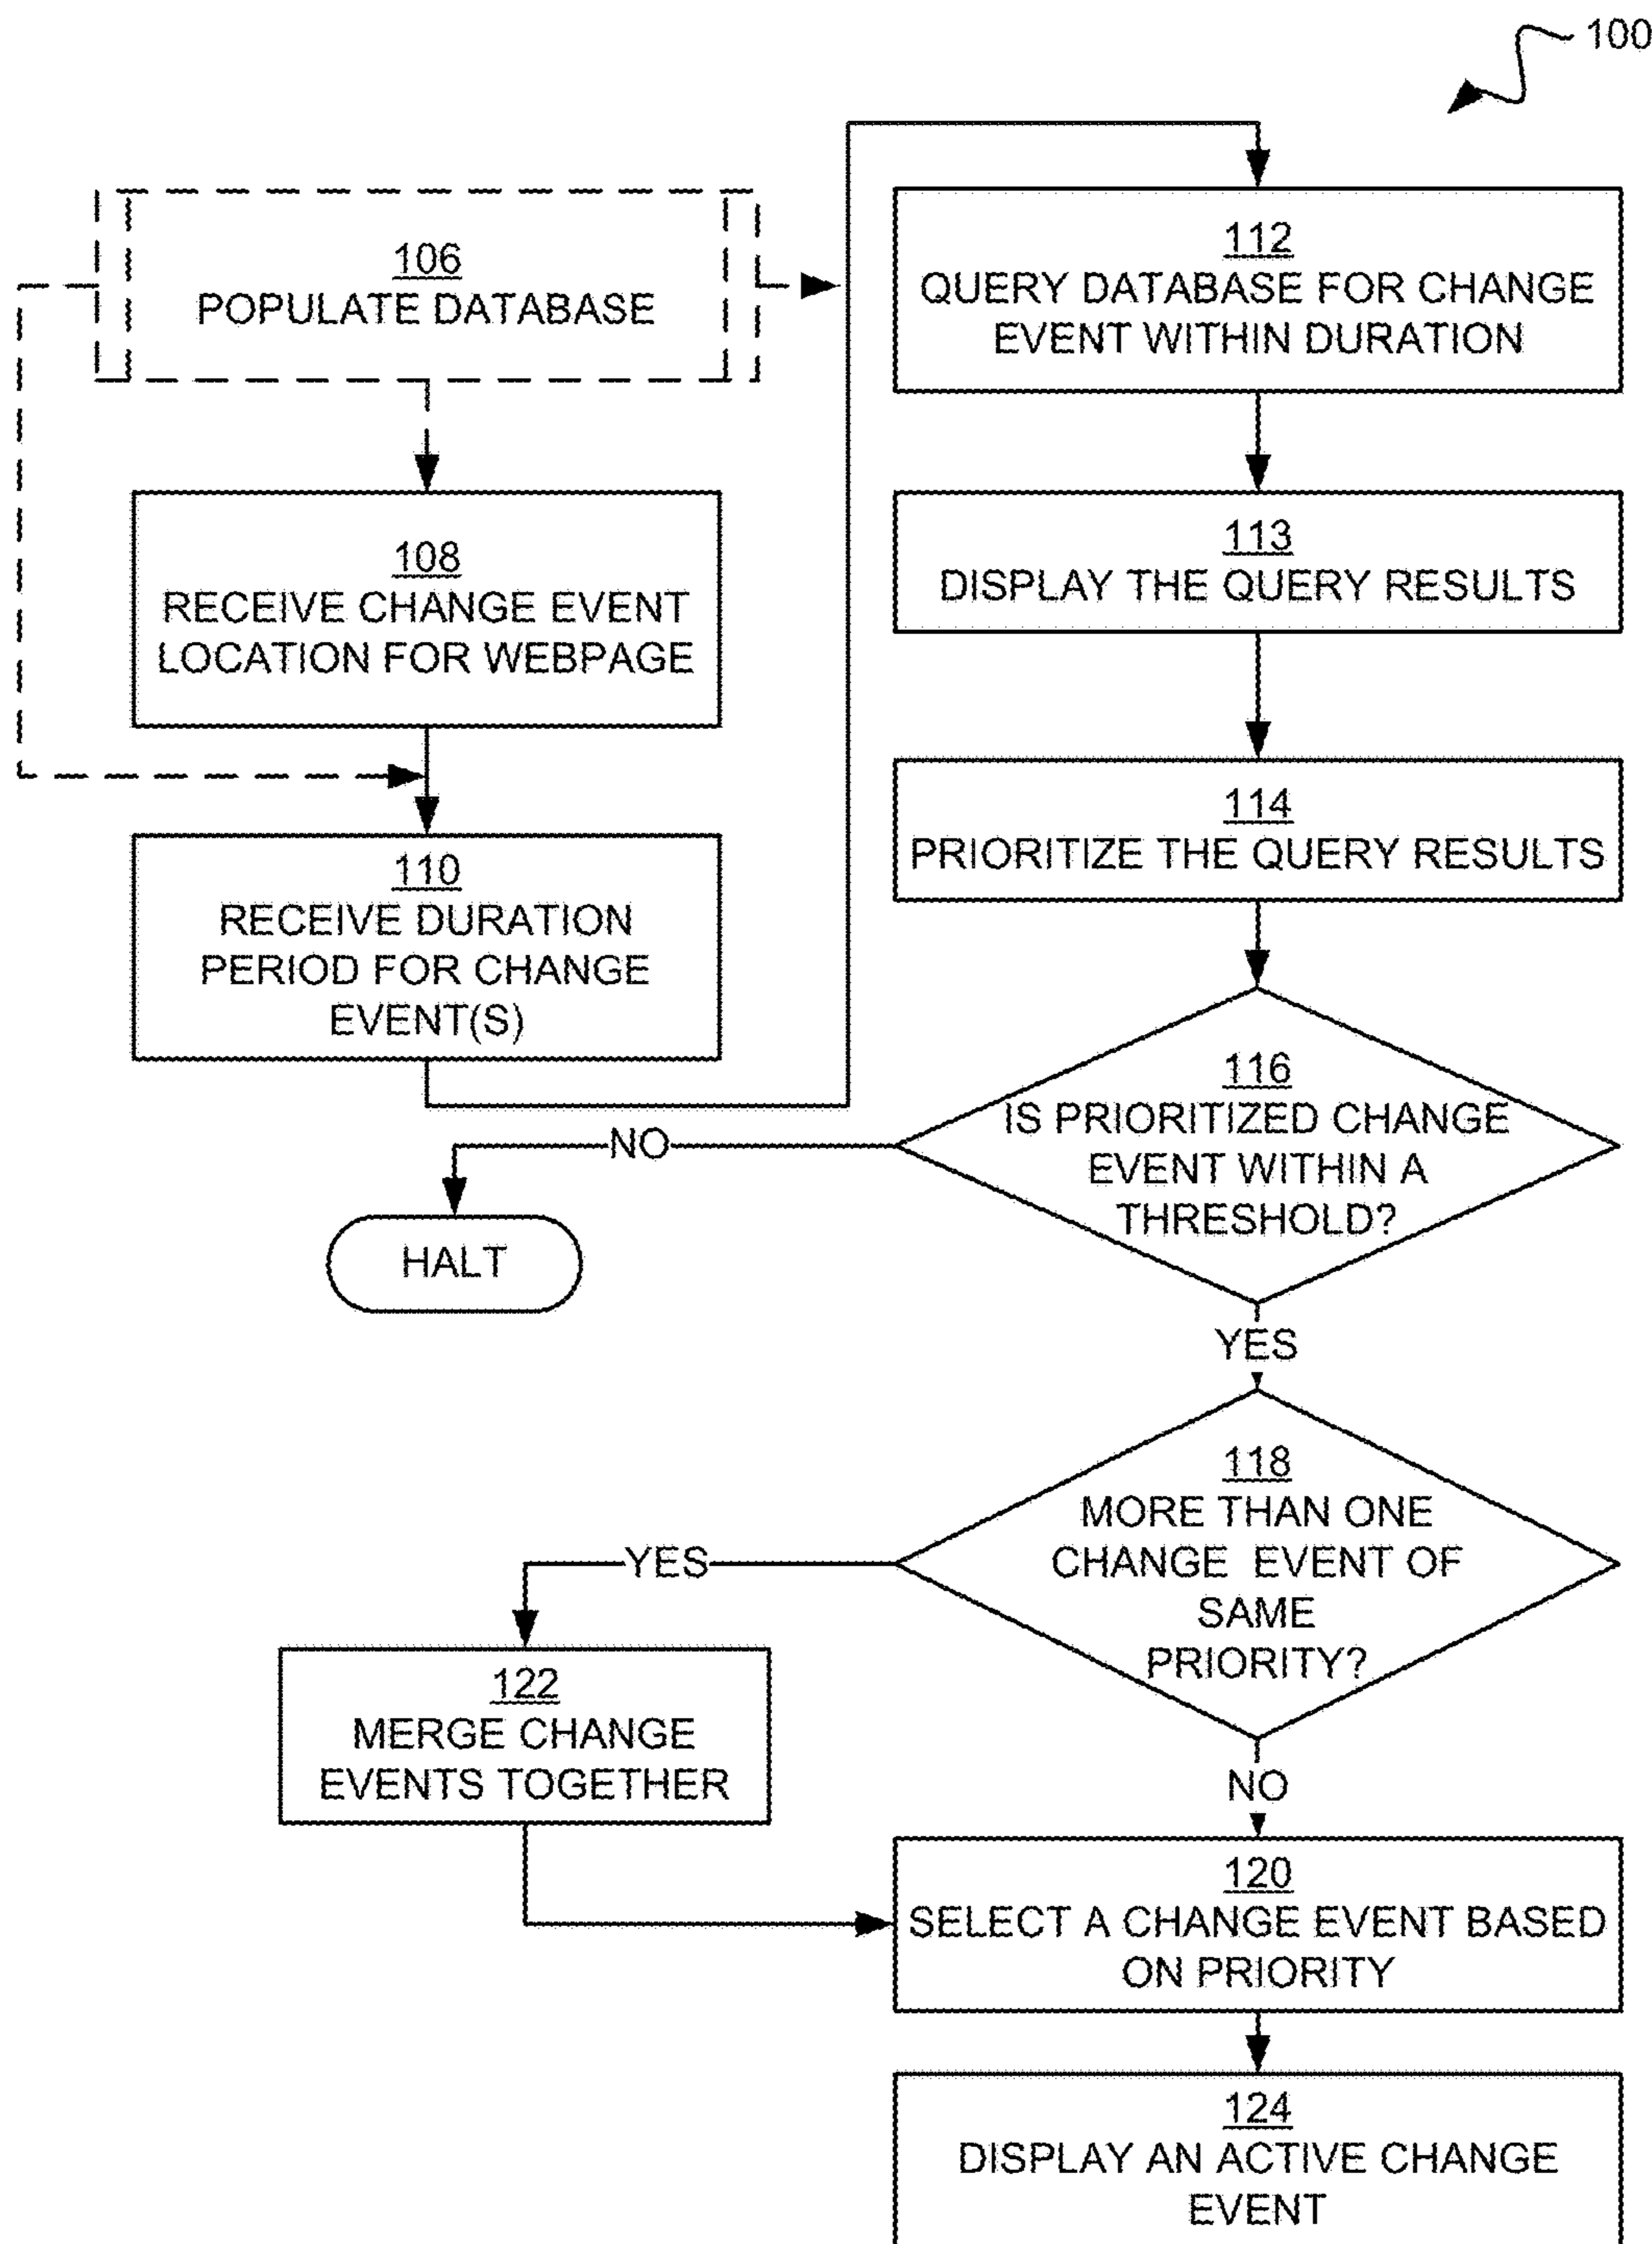 100
106
POPULATE DATABASE
108
RECEIVE CHANGE EVENT
LOCATION FOR WEBPAGE
110
RECEIVE DURATION
PERIOD FOR CHANGE
EVENT(S)
112
QUERY DATABASE FOR CHANGE
EVENT WITHIN DURATION
113
DISPLAY THE QUERY RESULTS
114
PRIORITIZE THE QUERY RESULTS
116
IS PRIORITIZED CHANGE
EVENT WITHIN A
THRESHOLD?
NO
HALT
YES
118
MORE THAN ONE
CHANGE EVENT OF
SAME
PRIORITY?
YES
122
MERGE CHANGE
EVENTS TOGETHER
NO
120
SELECT A CHANGE EVENT BASED
ON PRIORITY
124
DISPLAY AN ACTIVE CHANGE
EVENT